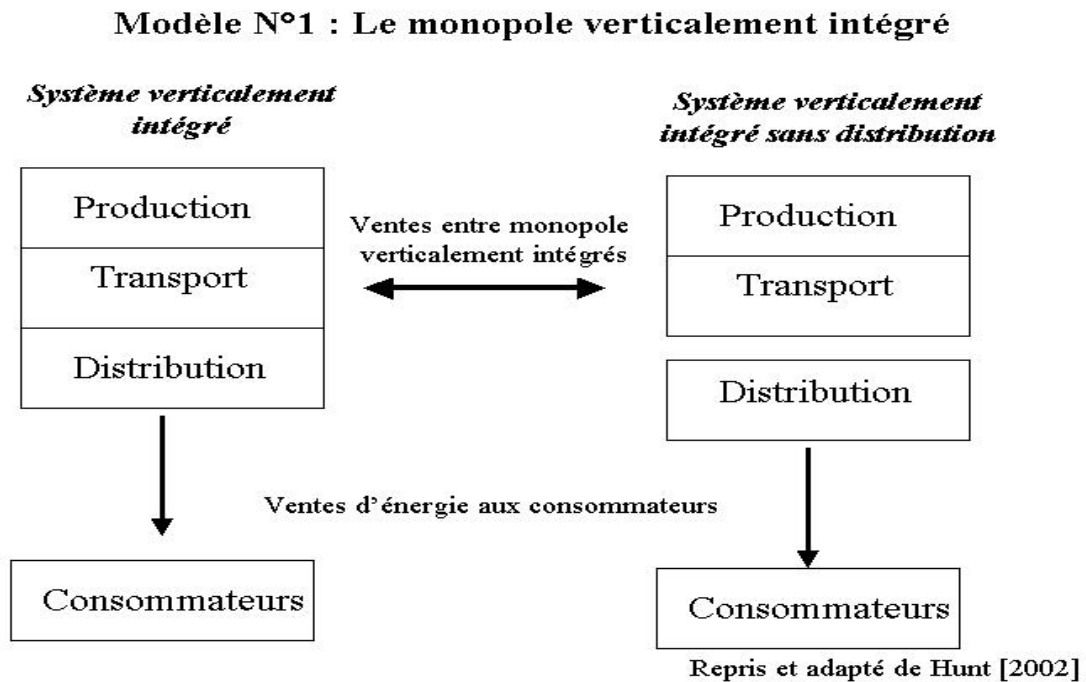 Modèle N°1 : Le monopole verticalement intégré
Système verticalement
intégré
Production
Transport
Distribution
Consommateurs
Ventes entre monopole
verticalement intégrés
Ventes d’énergie aux consommateurs
Système verticalement
intégré sans distribution
Production
Transport
Distribution
Consommateurs
Repris et adapté de Hunt [2002]